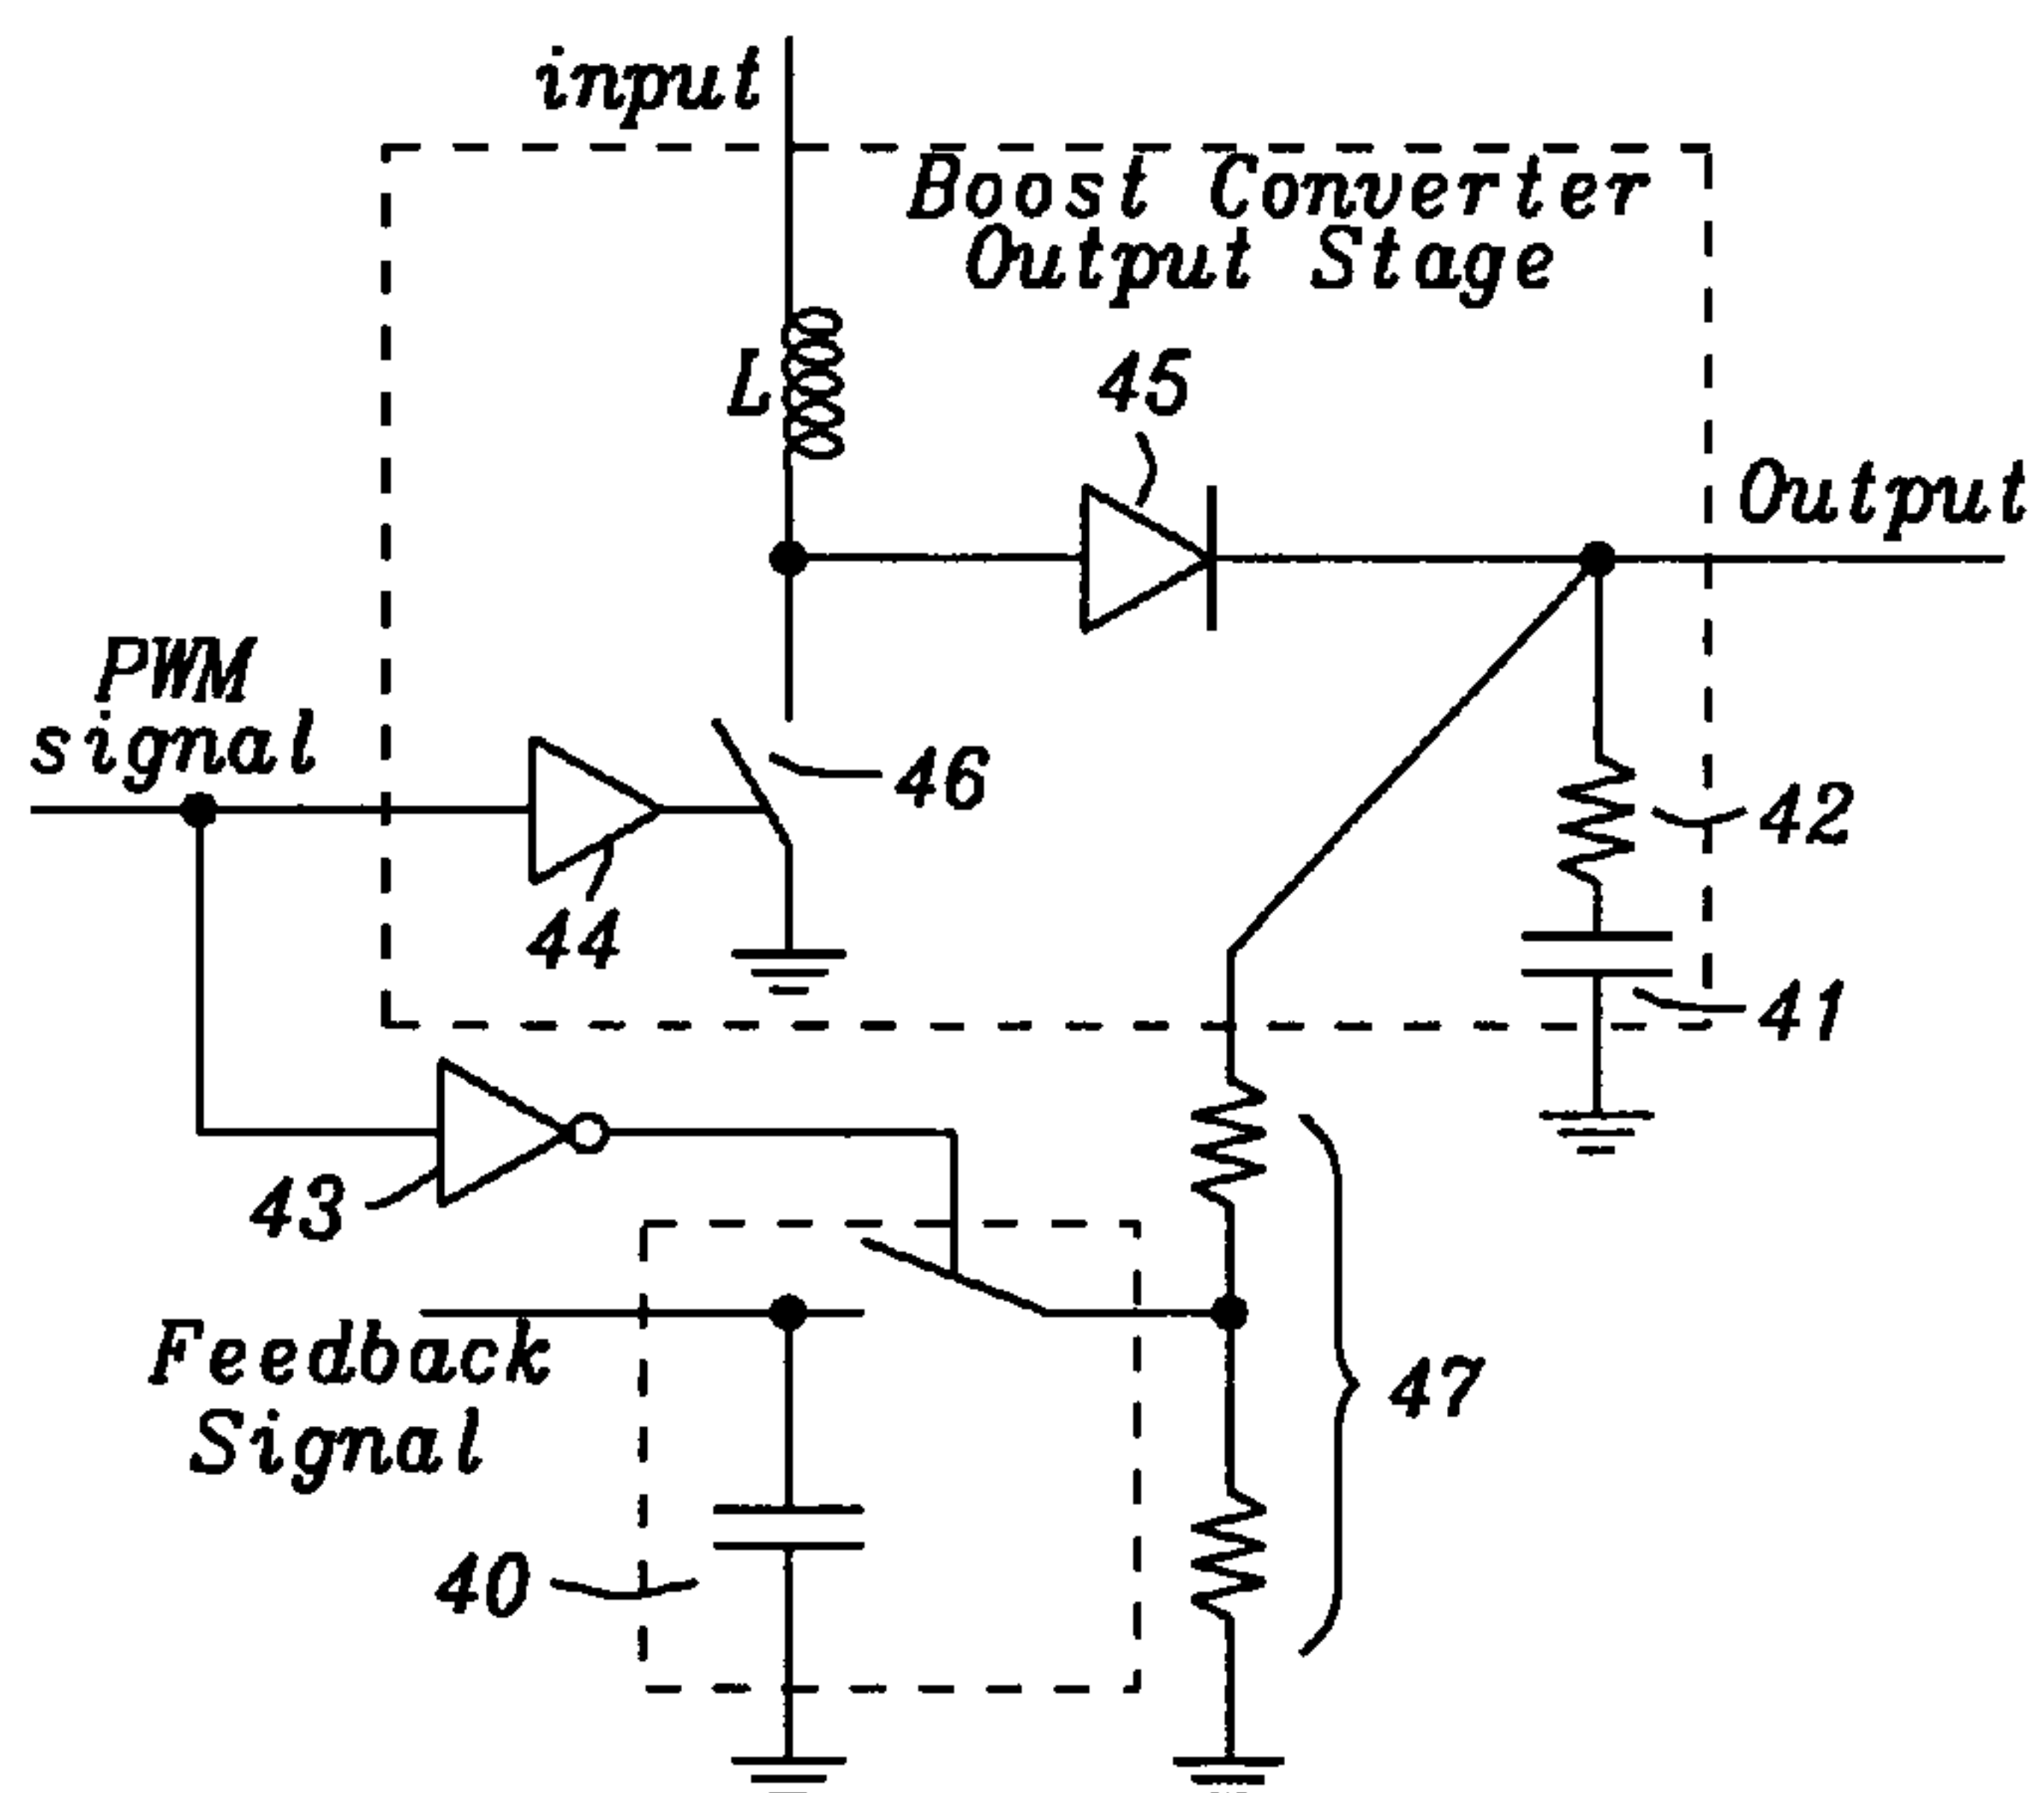 input
Boost Converter
Output Stage
L
45
Output
PWM
signal
46
42
44
41
43
Feedback
Signal
47
40